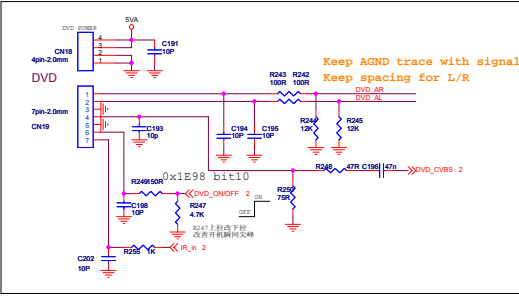 DVD POWER
5VA
CN18
4pin-2.0mm
4
3
2
1
C191
10P
Keep AGND trace with signal
Keep spacing for L/R
DVD
7pin-2.0mm
CN19
1
2
3
4
5
6
7
R243 R242
100R 100R
DVD_AR
DVD_AL
C193
10p
C194
10P
C195
10P
R244
12K
R245
12K
0x1E98 bit10
R248 47R C196 47n
DVD_CVBS 2
R249 150R
DVD_ON/OFF 2
ON
OFF
R250
75R
C198
10P
R247
4.7K
R247上拉改下拉
改善开机瞬间尖峰
R255 1K
IR_in 2
C202
10P